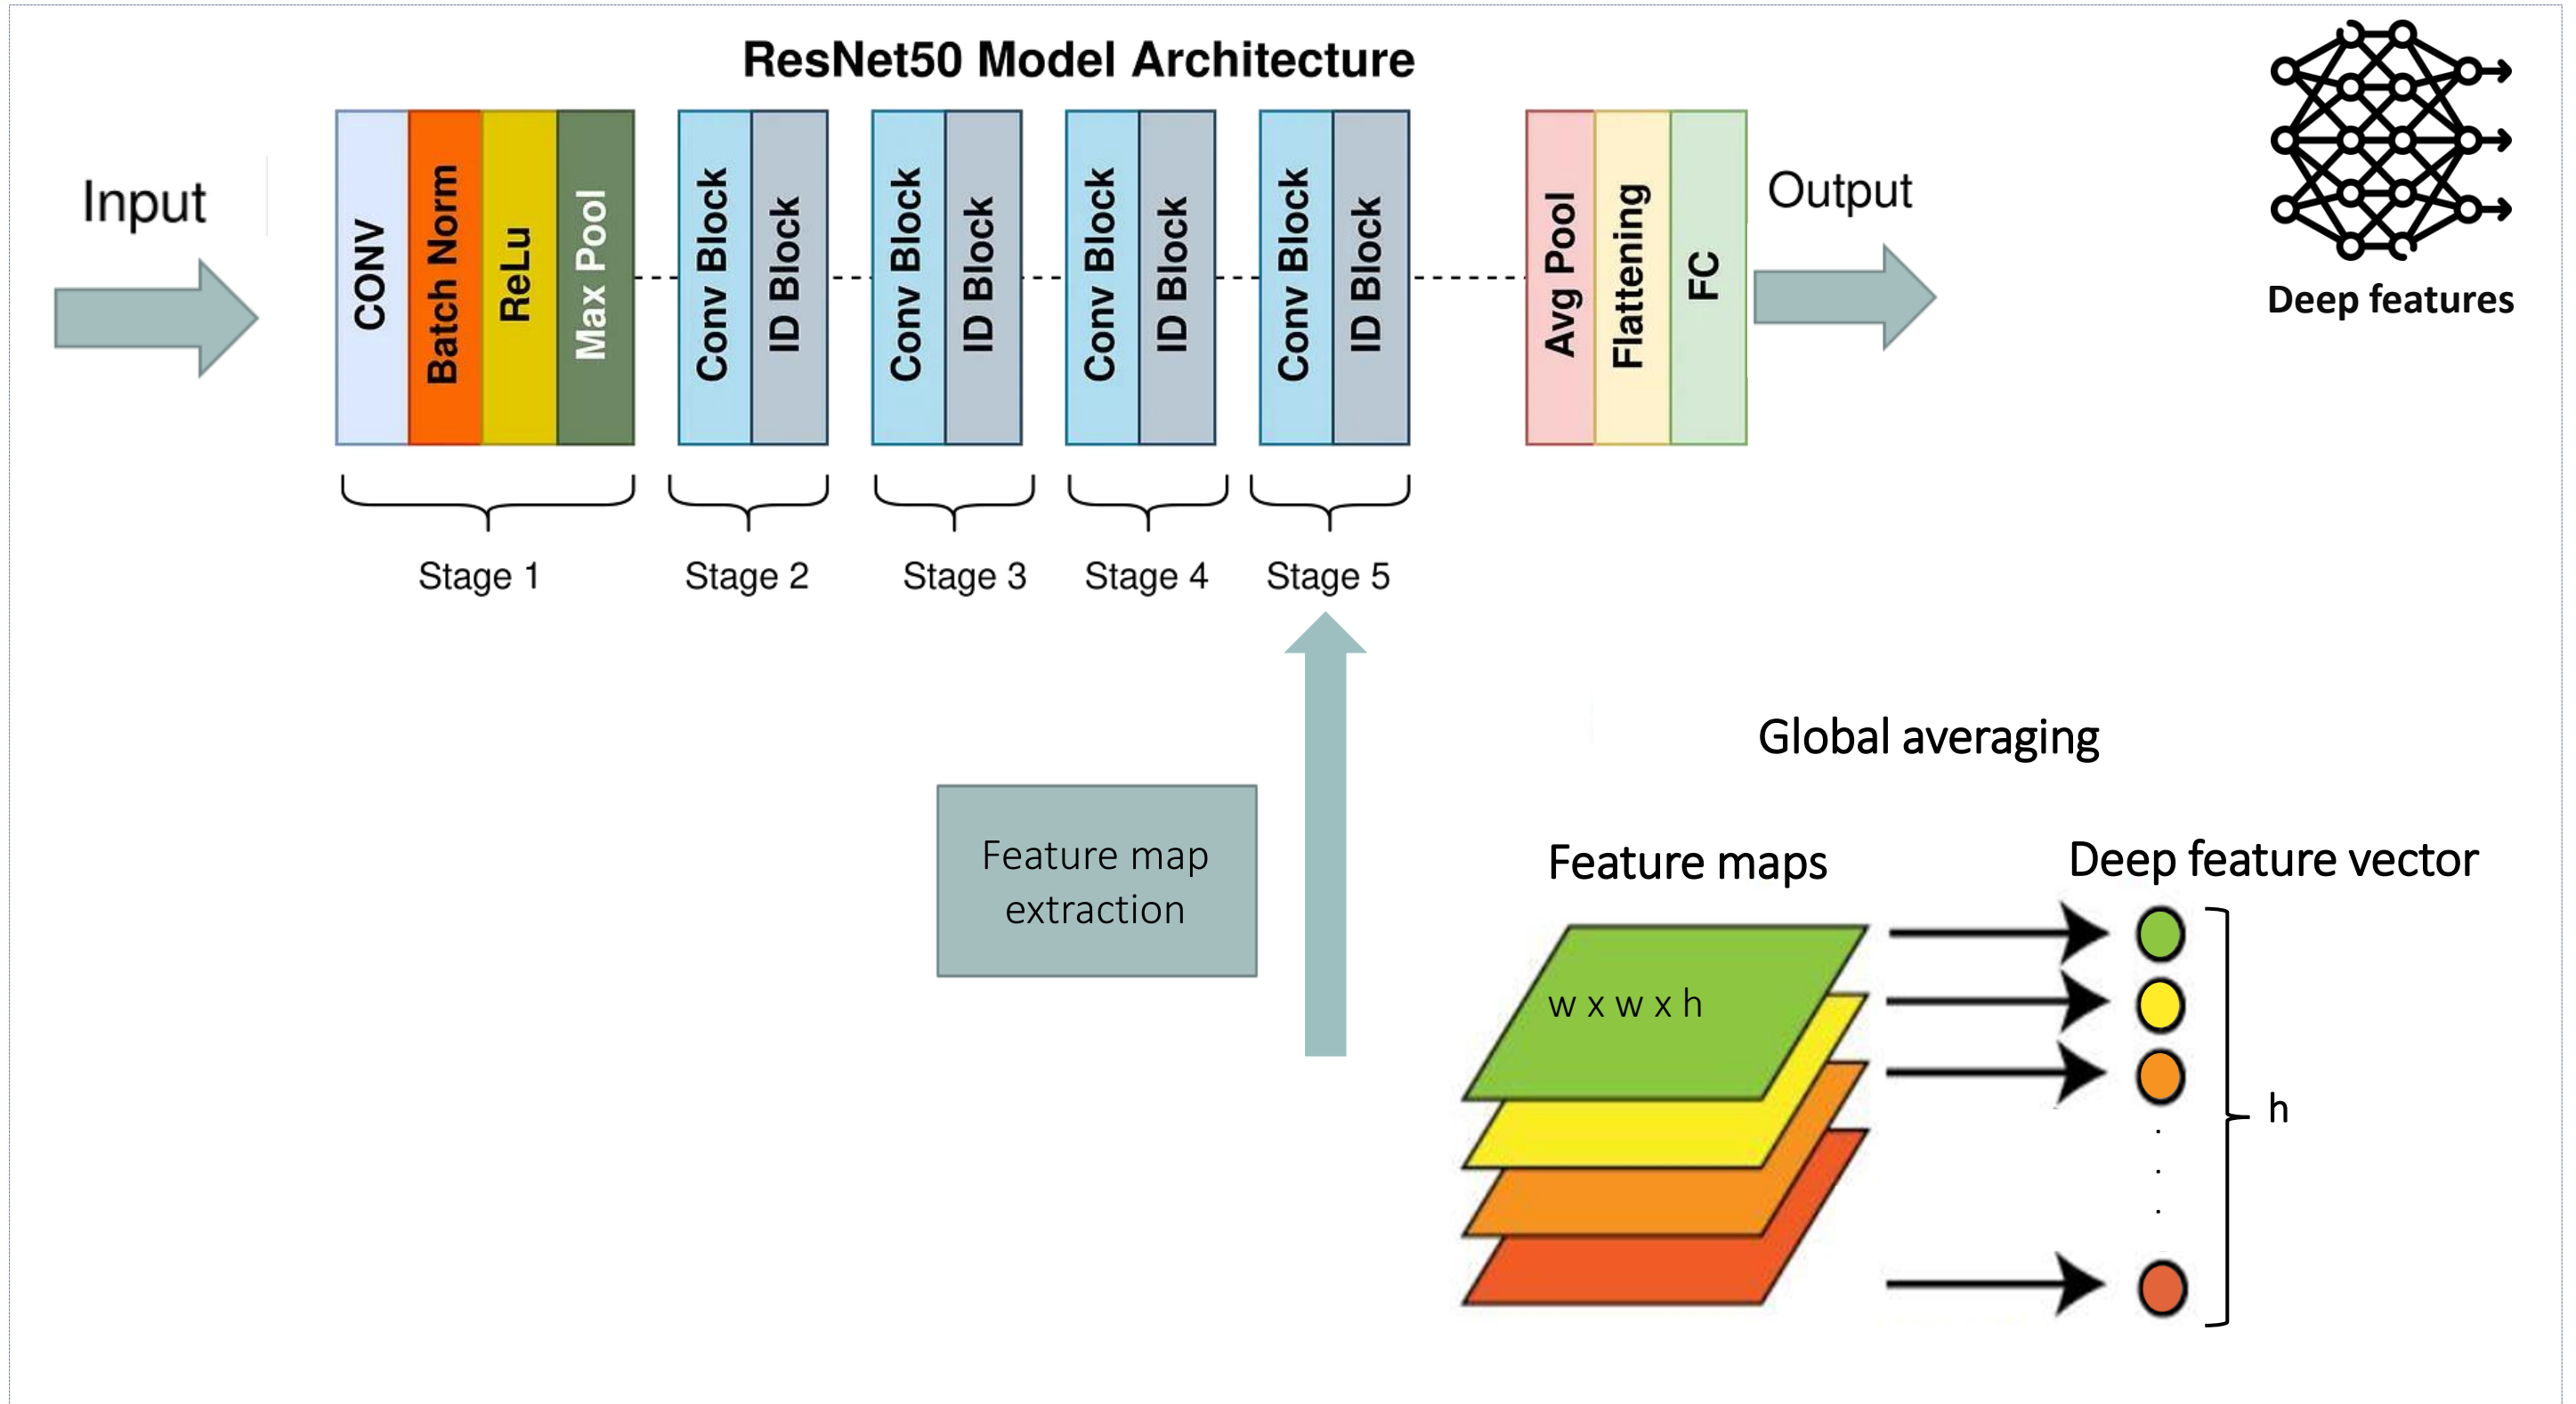 ResNet50 Model Architecture
Input
CONV
Batch Norm
ReLu
Max Pool
Conv Block
ID Block
Conv Block
ID Block
Conv Block
ID Block
Conv Block
ID Block
Avg Pool
Flattening
FC
Output
Deep features
Stage 1
Stage 2
Stage 3
Stage 4
Stage 5
Feature map
extraction
Global averaging
Feature maps
Deep feature vector
w x w x h
h